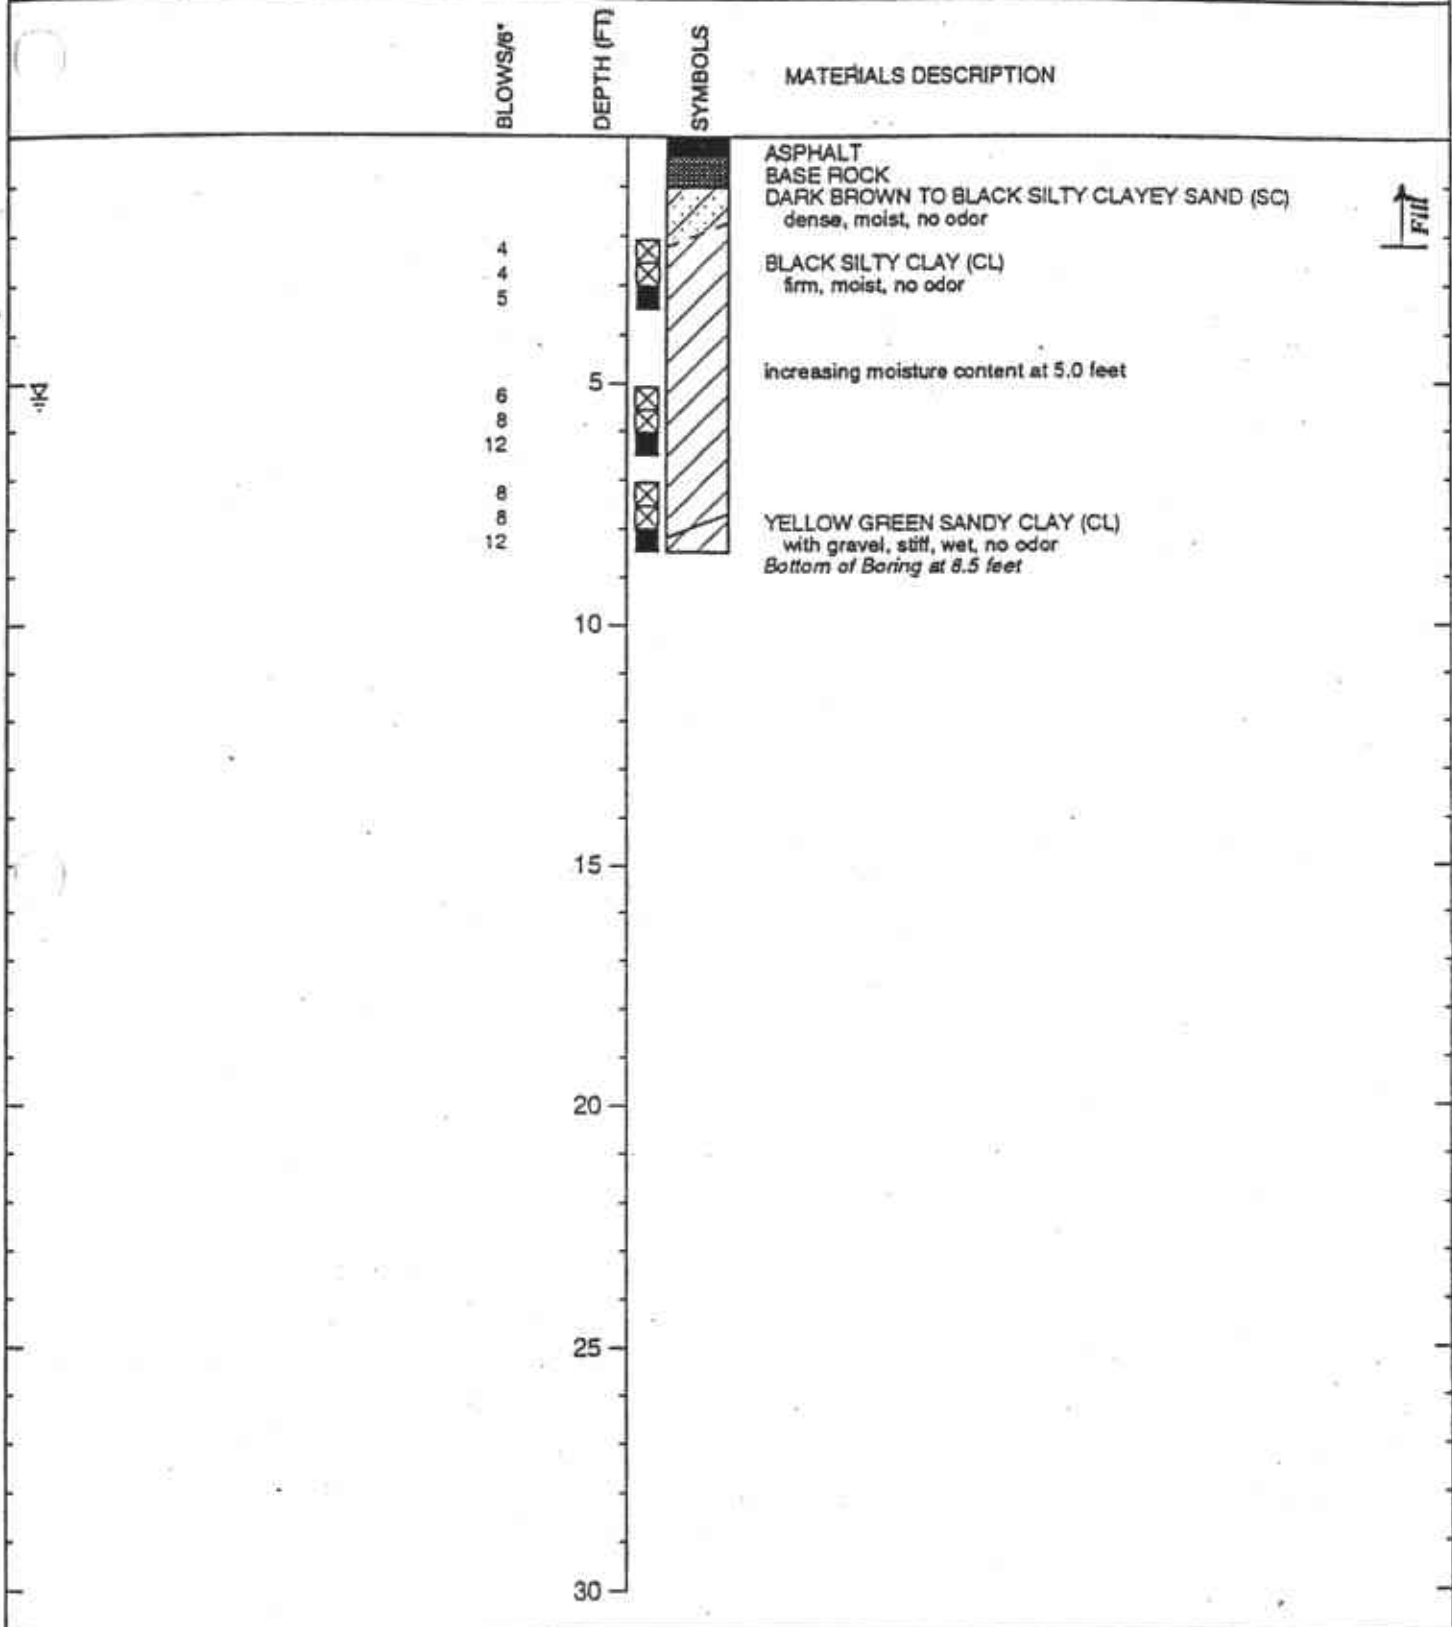 BLOWS/6"
DEPTH (FT)
SYMBOLS
MATERIALS DESCRIPTION
ASPHALT
BASE ROCK
DARK BROWN TO BLACK SILTY CLAYEY SAND (SC)
dense, moist, no odor
Fill
4
BLACK SILTY CLAY (CL)
4
firm, moist, no odor
5
increasing moisture content at 5.0 feet
5
6
8
12
8
8
YELLOW GREEN SANDY CLAY (CL)
12
with gravel, stiff, wet, no odor
Bottom of Boring at 8.5 feet
10
15
20
25
30